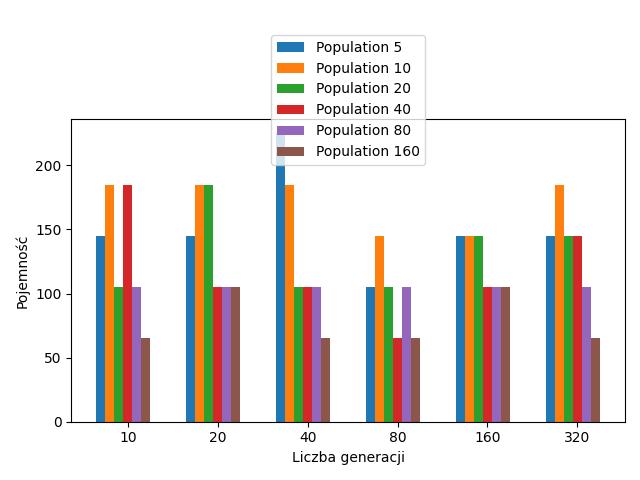 Population 5
Population 10
Population 20
Population 40
Population 80
Population 160
200
150
100
50
0
Pojemność
10 20 40 80 160 320
Liczba generacji